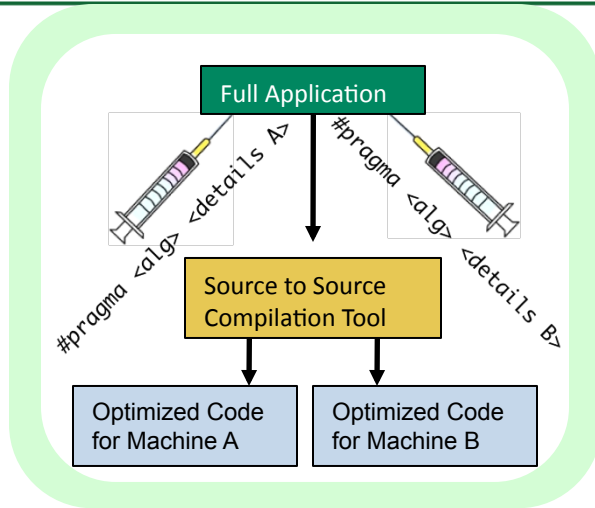 Full Application
#pragma <alg> <details A>
#pragma <alg> <details B>
Source to Source
Compilation Tool
Optimized Code
for Machine A
Optimized Code
for Machine B